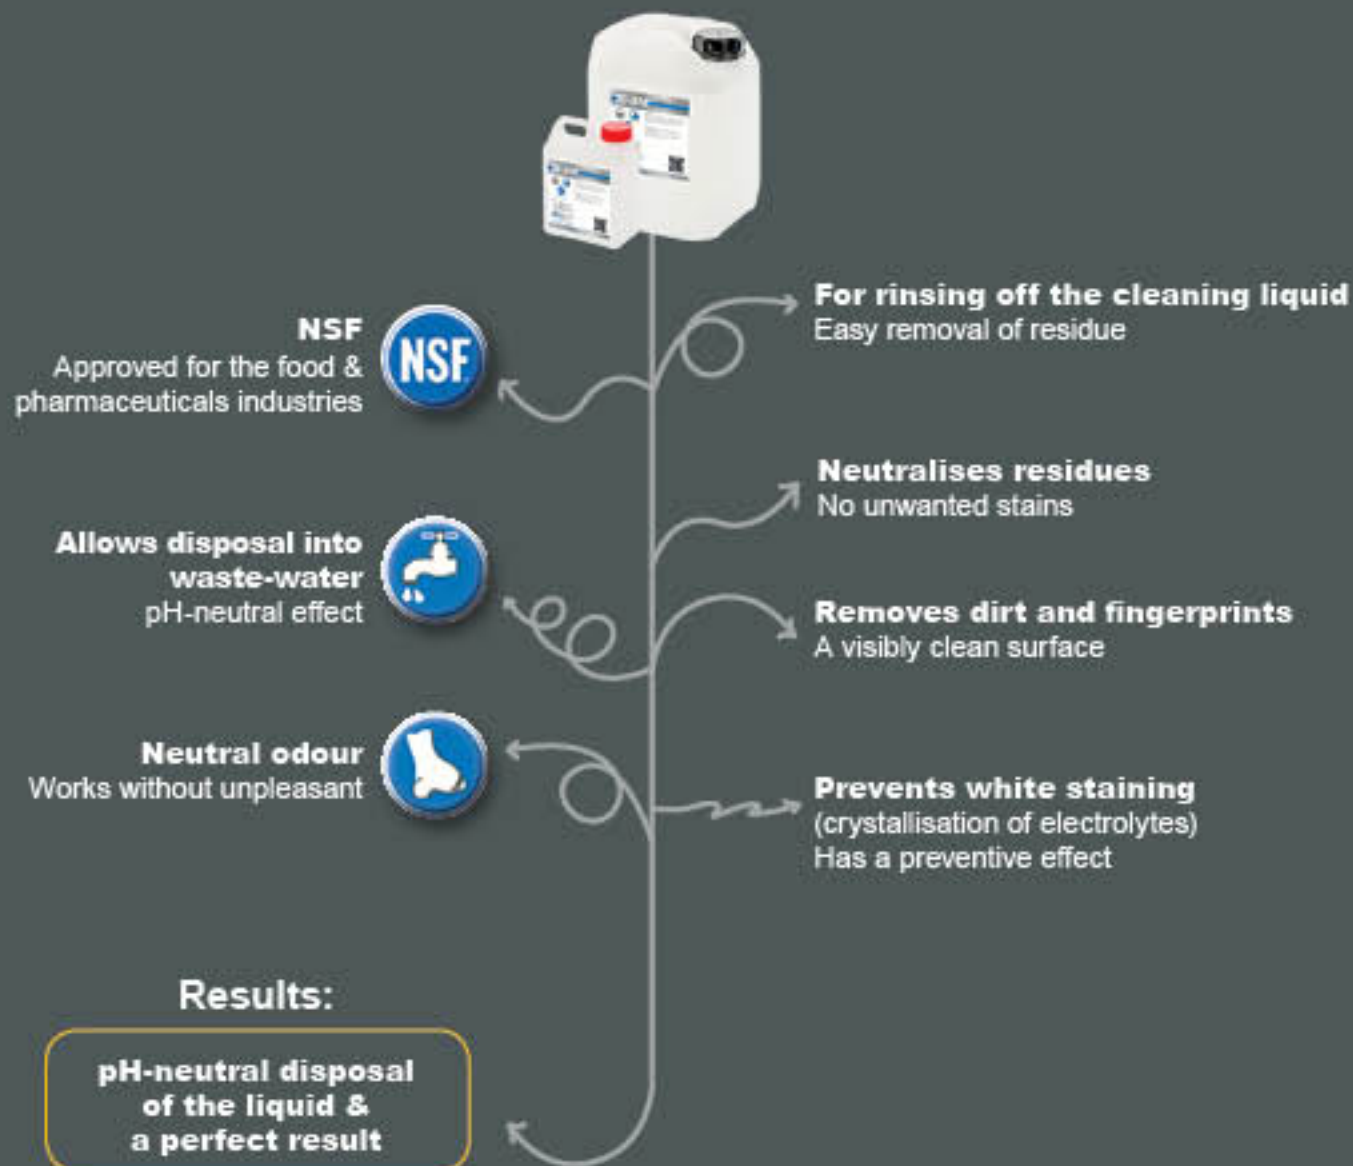 For rinsing off the cleaning liquid
Easy removal of residue
NSF
Approved for the food &
pharmaceuticals industries
NSF
Neutralises residues
No unwanted stains
Allows disposal into
waste-water
pH-neutral effect
Removes dirt and fingerprints
A visibly clean surface
Neutral odour
Works without unpleasant
Prevents white staining
(crystallisation of electrolytes)
Has a preventive effect
Results:
pH-neutral disposal
of the liquid &
a perfect result